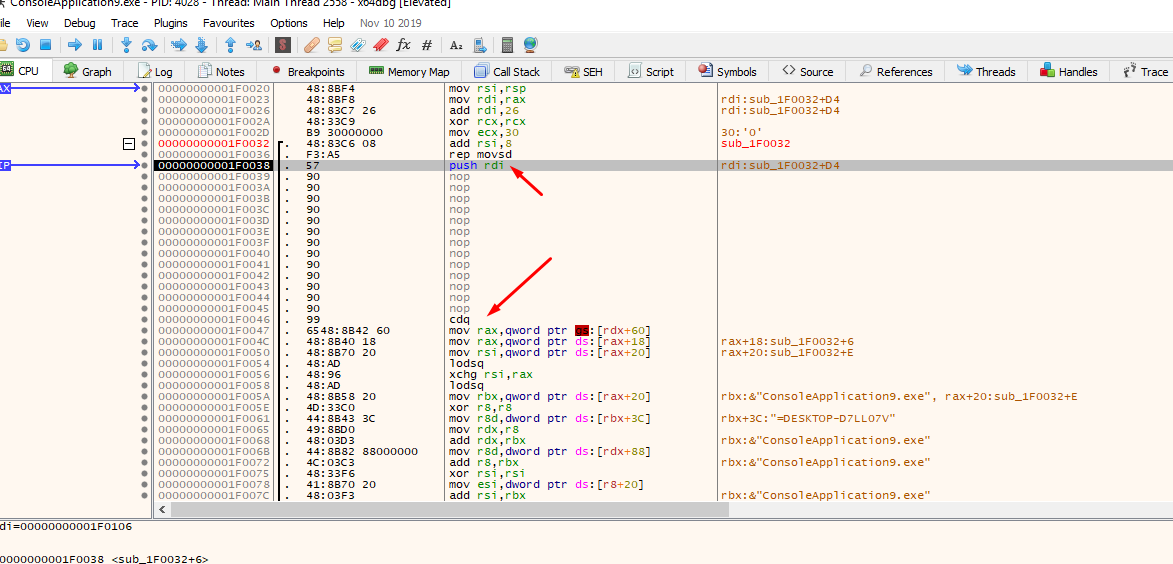 ConsoleApplication9.exe - PID: 4028 - Thread: Main Thread 2558 - x64dbg [Elevated]
ile View Debug Trace Plugins Favourites Options Help Nov 10 2019
CPU Graph Log Notes Breakpoints Memory Map Call Stack SEH Script Symbols Source References Threads Handles Trace
AX 00000000001F0020 48:8BF4 mov rsi,rsp
00000000001F0023 48:8BF8 mov rdi,rax rdi:sub_1F0032+D4
00000000001F0026 48:83C7 26 add rdi,26 rdi:sub_1F0032+D4
00000000001F002A 48:33C9 xor rcx,rcx
00000000001F002D B9 30000000 mov ecx,30 30:'0'
00000000001F0032 48:83C6 08 add rsi,8 sub_1F0032
00000000001F0036 F3:A5 rep movsd
IP 00000000001F0038 57 push rdi rdi:sub_1F0032+D4
00000000001F0039 90 nop
00000000001F003A 90 nop
00000000001F003B 90 nop
00000000001F003C 90 nop
00000000001F003D 90 nop
00000000001F003E 90 nop
00000000001F003F 90 nop
00000000001F0040 90 nop
00000000001F0041 90 nop
00000000001F0042 90 nop
00000000001F0043 90 nop
00000000001F0044 90 nop
00000000001F0045 90 nop
00000000001F0046 99 cdq
00000000001F0047 6548:8B42 60 mov rax,qword ptr gs:[rdx+60]
00000000001F004C 48:8B40 18 mov rax,qword ptr ds:[rax+18] rax+18:sub_1F0032+6
00000000001F0050 48:8B70 20 mov rsi,qword ptr ds:[rax+20] rax+20:sub_1F0032+E
00000000001F0054 48:AD lodsq
00000000001F0056 48:96 xchg rsi,rax
00000000001F0058 48:AD lodsq
00000000001F005A 48:8B58 20 mov rbx,qword ptr ds:[rax+20] rbx:&"ConsoleApplication9.exe", rax+20:sub_1F0032+E
00000000001F005E 4D:33C0 xor r8,r8
00000000001F0061 44:8B43 3C mov r8d,dword ptr ds:[rbx+3C] rbx+3C:"=DESKTOP-D7LL07V"
00000000001F0065 49:8BD0 mov rdx,r8
00000000001F0068 48:03D3 add rdx,rbx rbx:&"ConsoleApplication9.exe"
00000000001F006B 44:8B82 88000000 mov r8d,dword ptr ds:[rdx+88]
00000000001F0072 4C:03C3 add r8,rbx rbx:&"ConsoleApplication9.exe"
00000000001F0075 48:33F6 xor rsi,rsi
00000000001F0078 41:8B70 20 mov esi,dword ptr ds:[r8+20]
00000000001F007C 48:03F3 add rsi,rbx rbx:&"ConsoleApplication9.exe"
di=00000000001F0106
0000000001F0038 <sub_1F0032+6>